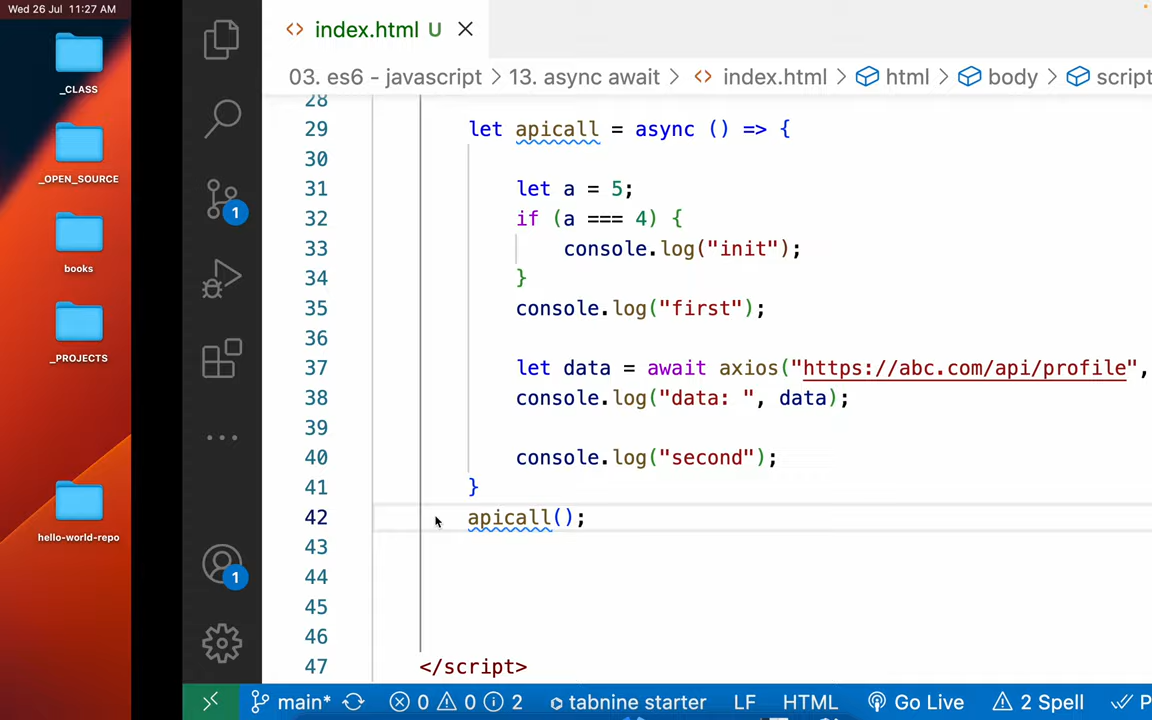 Wed 26 Jul 11:27 AM
_CLASS
_OPEN_SOURCE
books
_PROJECTS
hello-world-repo
1
1
<> index.html U
03. es6 - javascript > 13. async await > <> index.html > html > body > script
28
29 let apicall = async () => {
30
31 let a = 5;
32 if (a === 4) {
33 console.log("init");
34 }
35 console.log("first");
36
37 let data = await axios("https://abc.com/api/profile",
38 console.log("data: ", data);
39
40 console.log("second");
41 }
42 apicall();
43
44
45
46
47 </script>
main* 0 0 2 tabnine starter LF HTML Go Live 2 Spell